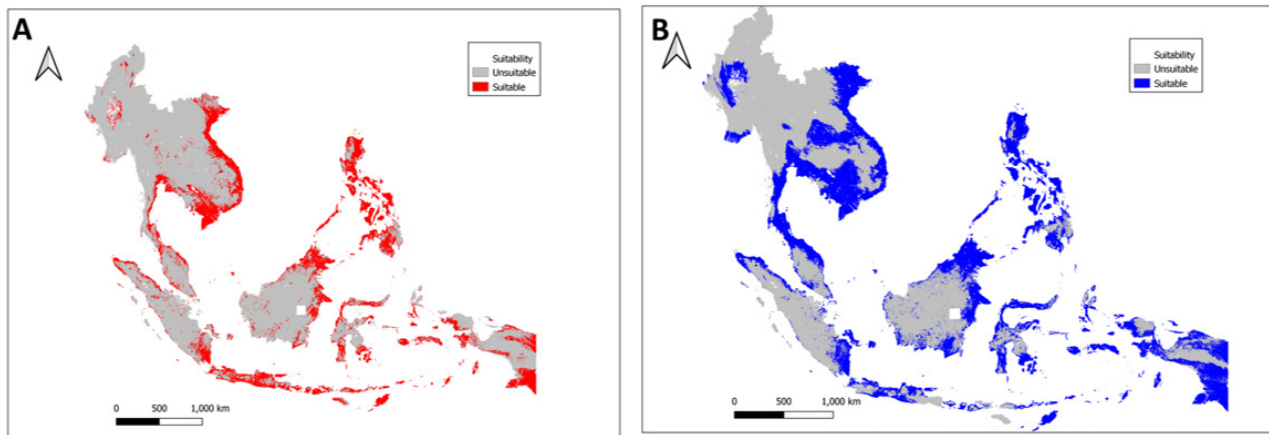 A
Suitability
Unsuitable
Suitable
0 500 1,000 km
B
Suitability
Unsuitable
Suitable
0 500 1,000 km